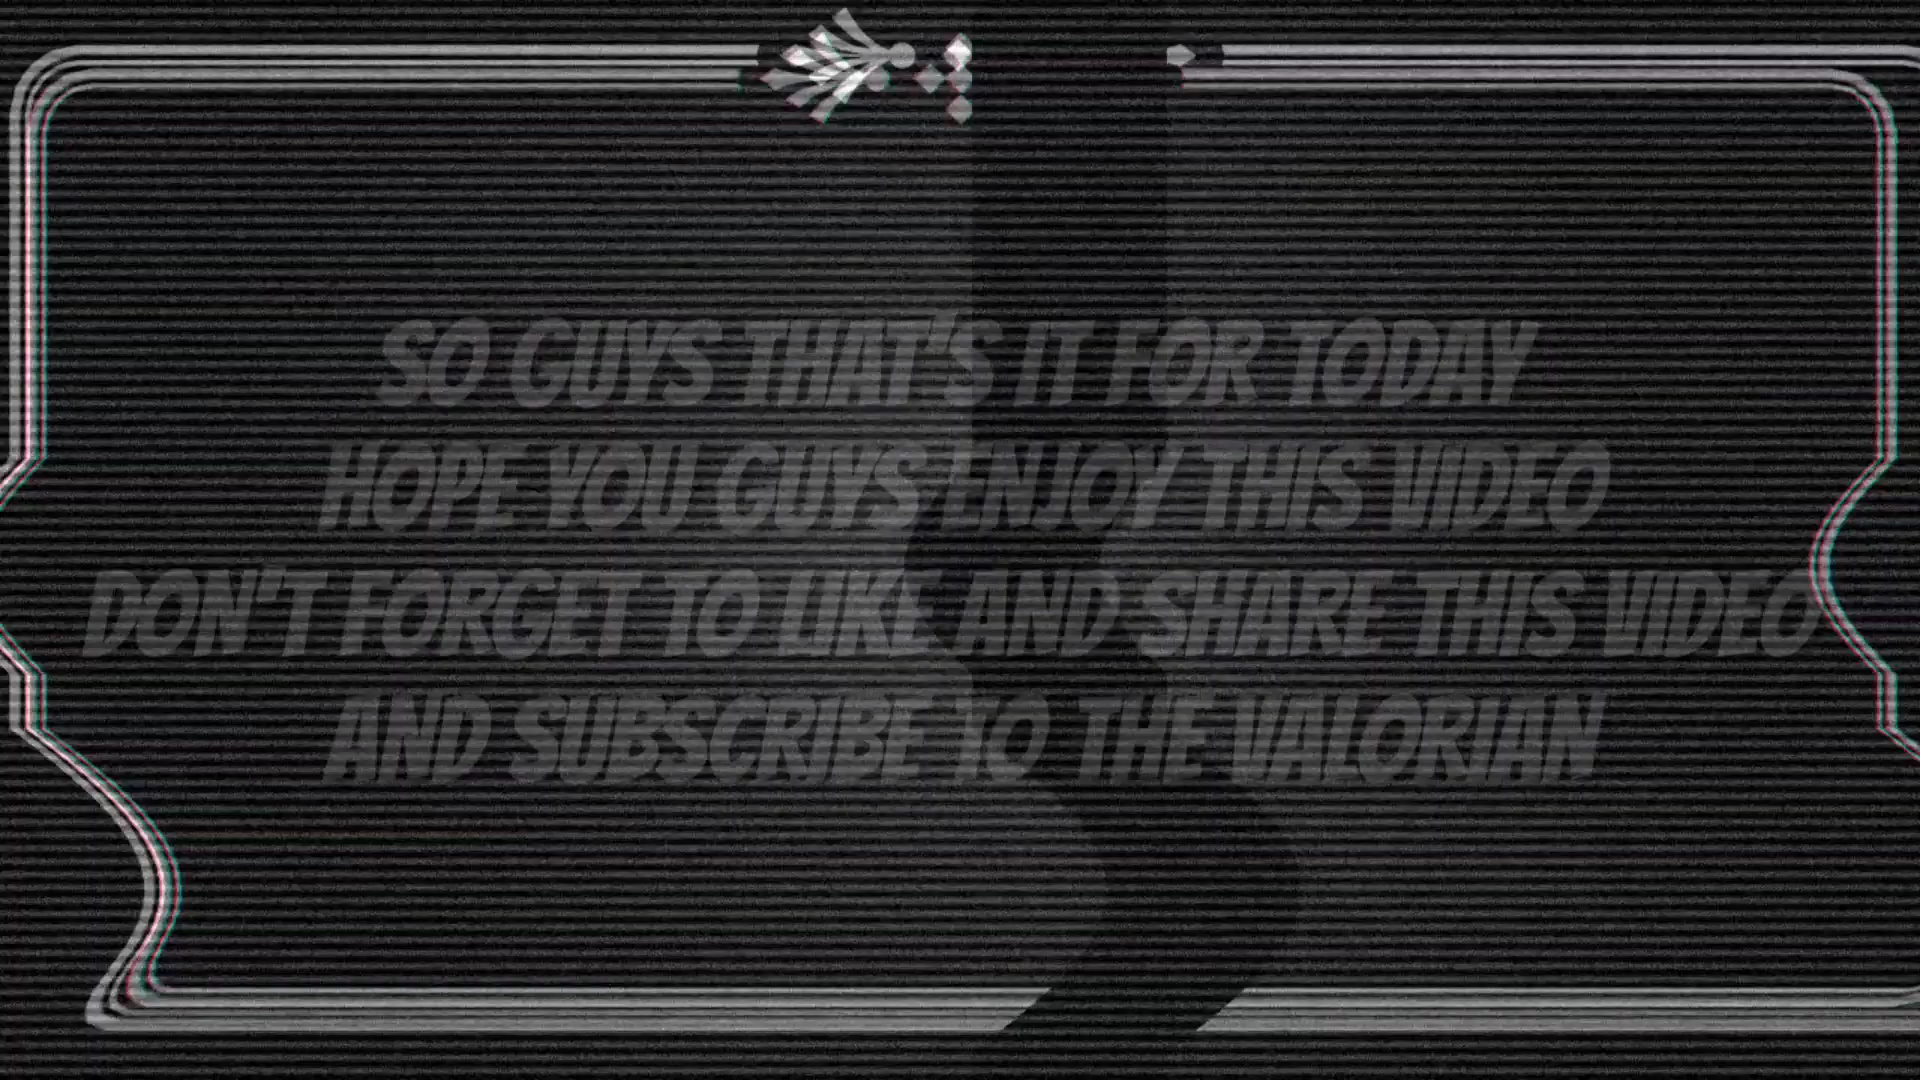 SO GUYS THAT'S IT FOR TODAY
HOPE YOU GUYS ENJOY THIS VIDEO
DON'T FORGET TO LIKE AND SHARE THIS VIDEO
AND SUBSCRIBE TO THE VALORIAN